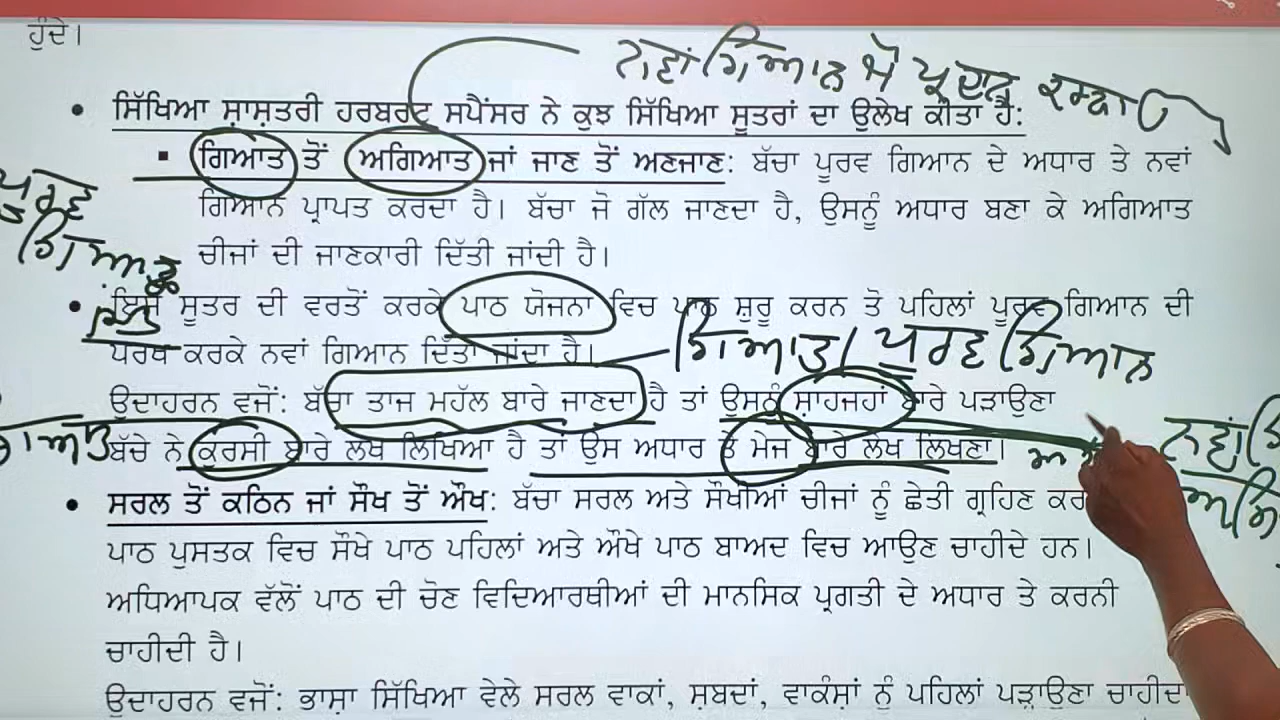 ਹੁੰਦੇ।
ਨਵਾਂ ਗਿਆਨ ਜੋ ਪ੍ਰਦਾਨ ਕਰਨਾ
• ਸਿੱਖਿਆ ਸ਼ਾਸ਼ਤਰੀ ਹਰਬਰਟ ਸਪੈਂਸਰ ਨੇ ਕੁਝ ਸਿੱਖਿਆ ਸੂਤਰਾਂ ਦਾ ਉਲੇਖ ਕੀਤਾ ਹੈ:
▪ ਗਿਆਤ ਤੋਂ ਅਗਿਆਤ ਜਾਂ ਜਾਣ ਤੋਂ ਅਣਜਾਣ: ਬੱਚਾ ਪੂਰਵ ਗਿਆਨ ਦੇ ਅਧਾਰ ਤੇ ਨਵਾਂ
ਪੂਰਵ
ਗਿਆਨ ਪ੍ਰਾਪਤ ਕਰਦਾ ਹੈ। ਬੱਚਾ ਜੋ ਗੱਲ ਜਾਣਦਾ ਹੈ, ਉਸਨੂੰ ਅਧਾਰ ਬਣਾ ਕੇ ਅਗਿਆਤ
ਗਿਆਨ
ਚੀਜਾਂ ਦੀ ਜਾਣਕਾਰੀ ਦਿੱਤੀ ਜਾਂਦੀ ਹੈ।
• ਇਸ ਸੂਤਰ ਦੀ ਵਰਤੋਂ ਕਰਕੇ ਪਾਠ ਯੋਜਨਾ ਵਿਚ ਪਾਠ ਸ਼ੁਰੂ ਕਰਨ ਤੋ ਪਹਿਲਾਂ ਪੂਰਵ ਗਿਆਨ ਦੀ
ਪਰਖ ਕਰਕੇ ਨਵਾਂ ਗਿਆਨ ਦਿੱਤਾ ਜਾਂਦਾ ਹੈ।
ਗਿਆਤ/ ਪੂਰਵ ਗਿਆਨ
ਉਦਾਹਰਨ ਵਜੋਂ: ਬੱਚਾ ਤਾਜ ਮਹੱਲ ਬਾਰੇ ਜਾਣਦਾ ਹੈ ਤਾਂ ਉਸਨੂੰ ਸ਼ਾਹਜਹਾਂ ਬਾਰੇ ਪੜਾਉਣਾ
ਬੱਚੇ ਨੇ ਕੁਰਸੀ ਬਾਰੇ ਲੇਖ ਲਿਖਿਆ ਹੈ ਤਾਂ ਉਸ ਅਧਾਰ ਤੇ ਮੇਜ ਬਾਰੇ ਲੇਖ ਲਿਖਣਾ।
ਨਵਾਂ
• ਸਰਲ ਤੋਂ ਕਠਿਨ ਜਾਂ ਸੌਖ ਤੋਂ ਔਖ: ਬੱਚਾ ਸਰਲ ਅਤੇ ਸੌਖੀਆਂ ਚੀਜਾਂ ਨੂੰ ਛੇਤੀ ਗ੍ਰਹਿਣ ਕਰ
ਪਾਠ ਪੁਸਤਕ ਵਿਚ ਸੌਖੇ ਪਾਠ ਪਹਿਲਾਂ ਅਤੇ ਔਖੇ ਪਾਠ ਬਾਅਦ ਵਿਚ ਆਉਣ ਚਾਹੀਦੇ ਹਨ।
ਅਧਿਆਪਕ ਵੱਲੋਂ ਪਾਠ ਦੀ ਚੋਣ ਵਿਦਿਆਰਥੀਆਂ ਦੀ ਮਾਨਸਿਕ ਪ੍ਰਗਤੀ ਦੇ ਅਧਾਰ ਤੇ ਕਰਨੀ
ਚਾਹੀਦੀ ਹੈ।
ਉਦਾਹਰਨ ਵਜੋਂ: ਭਾਸ਼ਾ ਸਿੱਖਿਆ ਵੇਲੇ ਸਰਲ ਵਾਕਾਂ, ਸ਼ਬਦਾਂ, ਵਾਕੰਸ਼ਾਂ ਨੂੰ ਪਹਿਲਾਂ ਪੜ੍ਹਾਉਣਾ ਚਾਹੀਦਾ